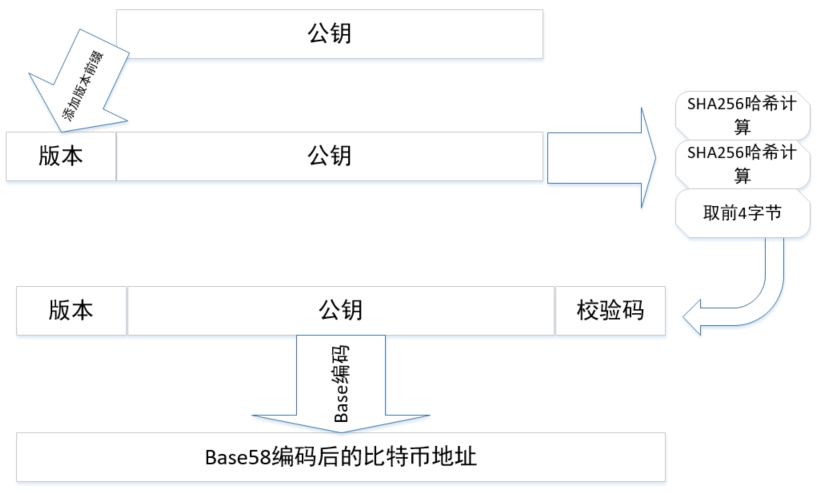 公钥
添加版本前缀
版本
公钥
SHA256哈希计
算
SHA256哈希计
算
取前4字节
版本
公钥
校验码
Base编码
Base58编码后的比特币地址